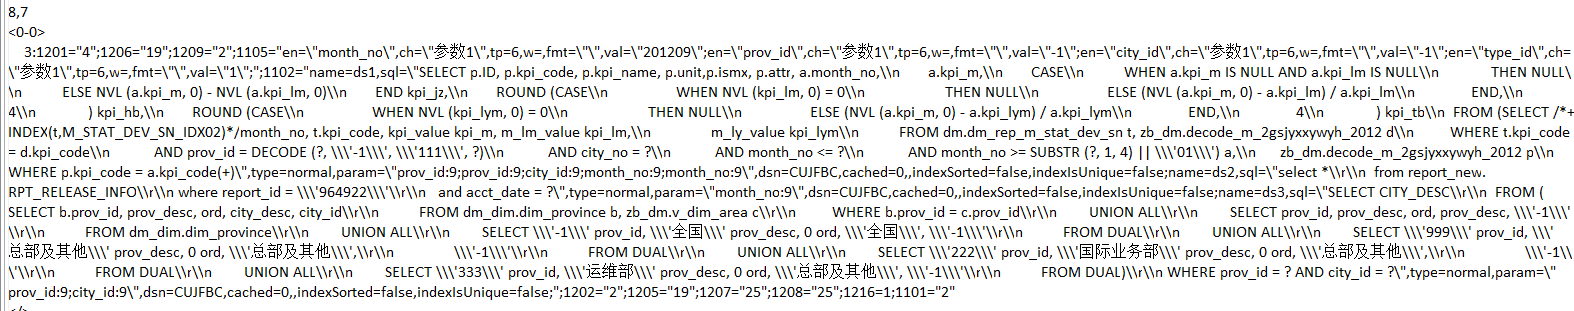 8,7
<0-0>
3:1201="4";1206="19";1209="2";1105="en=\"month_no\",ch=\"参数1\",tp=6,w=,fmt=\"\",val=\"201209\";en=\"prov_id\",ch=\"参数1\",tp=6,w=,fmt=\"\",val=\"-1\";en=\"city_id\",ch=\"参数1\",tp=6,w=,fmt=\"\",val=\"-1\";en=\"type_id\",ch=
\"参数1\",tp=6,w=,fmt=\"\",val=\"1\";";1102="name=ds1,sql=\"SELECT p.ID, p.kpi_code, p.kpi_name, p.unit,p.ismx, p.attr, a.month_no,\\n a.kpi_m,\\n CASE\\n WHEN a.kpi_m IS NULL AND a.kpi_lm IS NULL\\n THEN NULL\
\n ELSE NVL (a.kpi_m, 0) - NVL (a.kpi_lm, 0)\\n END kpi_jz,\\n ROUND (CASE\\n WHEN NVL (kpi_lm, 0) = 0\\n THEN NULL\\n ELSE (NVL (a.kpi_m, 0) - a.kpi_lm) / a.kpi_lm\\n END,\\n
4\\n ) kpi_hb,\\n ROUND (CASE\\n WHEN NVL (kpi_lym, 0) = 0\\n THEN NULL\\n ELSE (NVL (a.kpi_m, 0) - a.kpi_lym) / a.kpi_lym\\n END,\\n 4\\n ) kpi_tb\\n FROM (SELECT /*+
INDEX(t,M_STAT_DEV_SN_IDX02)*/month_no, t.kpi_code, kpi_value kpi_m, m_lm_value kpi_lm,\\n m_ly_value kpi_lym\\n FROM dm.dm_rep_m_stat_dev_sn t, zb_dm.decode_m_2gsjyxxywyh_2012 d\\n WHERE t.kpi_code
= d.kpi_code\\n AND prov_id = DECODE (?, \\\'-1\\\', \\\'111\\\', ?)\\n AND city_no = ?\\n AND month_no <= ?\\n AND month_no >= SUBSTR (?, 1, 4) || \\\'01\\\') a,\\n zb_dm.decode_m_2gsjyxxywyh_2012 p\\n
WHERE p.kpi_code = a.kpi_code(+)\",type=normal,param=\"prov_id:9;prov_id:9;city_id:9;month_no:9;month_no:9\",dsn=CUJFBC,cached=0,,indexSorted=false,indexIsUnique=false;name=ds2,sql=\"select *\\r\\n from report_new.
RPT_RELEASE_INFO\\r\\n where report_id = \\\'964922\\\'\\r\\n and acct_date = ?\",type=normal,param=\"month_no:9\",dsn=CUJFBC,cached=0,,indexSorted=false,indexIsUnique=false;name=ds3,sql=\"SELECT CITY_DESC\\r\\n FROM (
SELECT b.prov_id, prov_desc, ord, city_desc, city_id\\r\\n FROM dm_dim.dim_province b, zb_dm.v_dim_area c\\r\\n WHERE b.prov_id = c.prov_id\\r\\n UNION ALL\\r\\n SELECT prov_id, prov_desc, ord, prov_desc, \\\'-1\\\'
\\r\\n FROM dm_dim.dim_province\\r\\n UNION ALL\\r\\n SELECT \\\'-1\\\' prov_id, \\\'全国\\\' prov_desc, 0 ord, \\\'全国\\\', \\\'-1\\\'\\r\\n FROM DUAL\\r\\n UNION ALL\\r\\n SELECT \\\'999\\\' prov_id, \\\'
总部及其他\\\' prov_desc, 0 ord, \\\'总部及其他\\\',\\r\\n \\\'-1\\\'\\r\\n FROM DUAL\\r\\n UNION ALL\\r\\n SELECT \\\'222\\\' prov_id, \\\'国际业务部\\\' prov_desc, 0 ord, \\\'总部及其他\\\',\\r\\n \\\'-1\\
\'\\r\\n FROM DUAL\\r\\n UNION ALL\\r\\n SELECT \\\'333\\\' prov_id, \\\'运维部\\\' prov_desc, 0 ord, \\\'总部及其他\\\', \\\'-1\\\'\\r\\n FROM DUAL)\\r\\n WHERE prov_id = ? AND city_id = ?\",type=normal,param=\"
prov_id:9;city_id:9\",dsn=CUJFBC,cached=0,,indexSorted=false,indexIsUnique=false;";1202="2";1205="19";1207="25";1208="25";1216=1;1101="2"